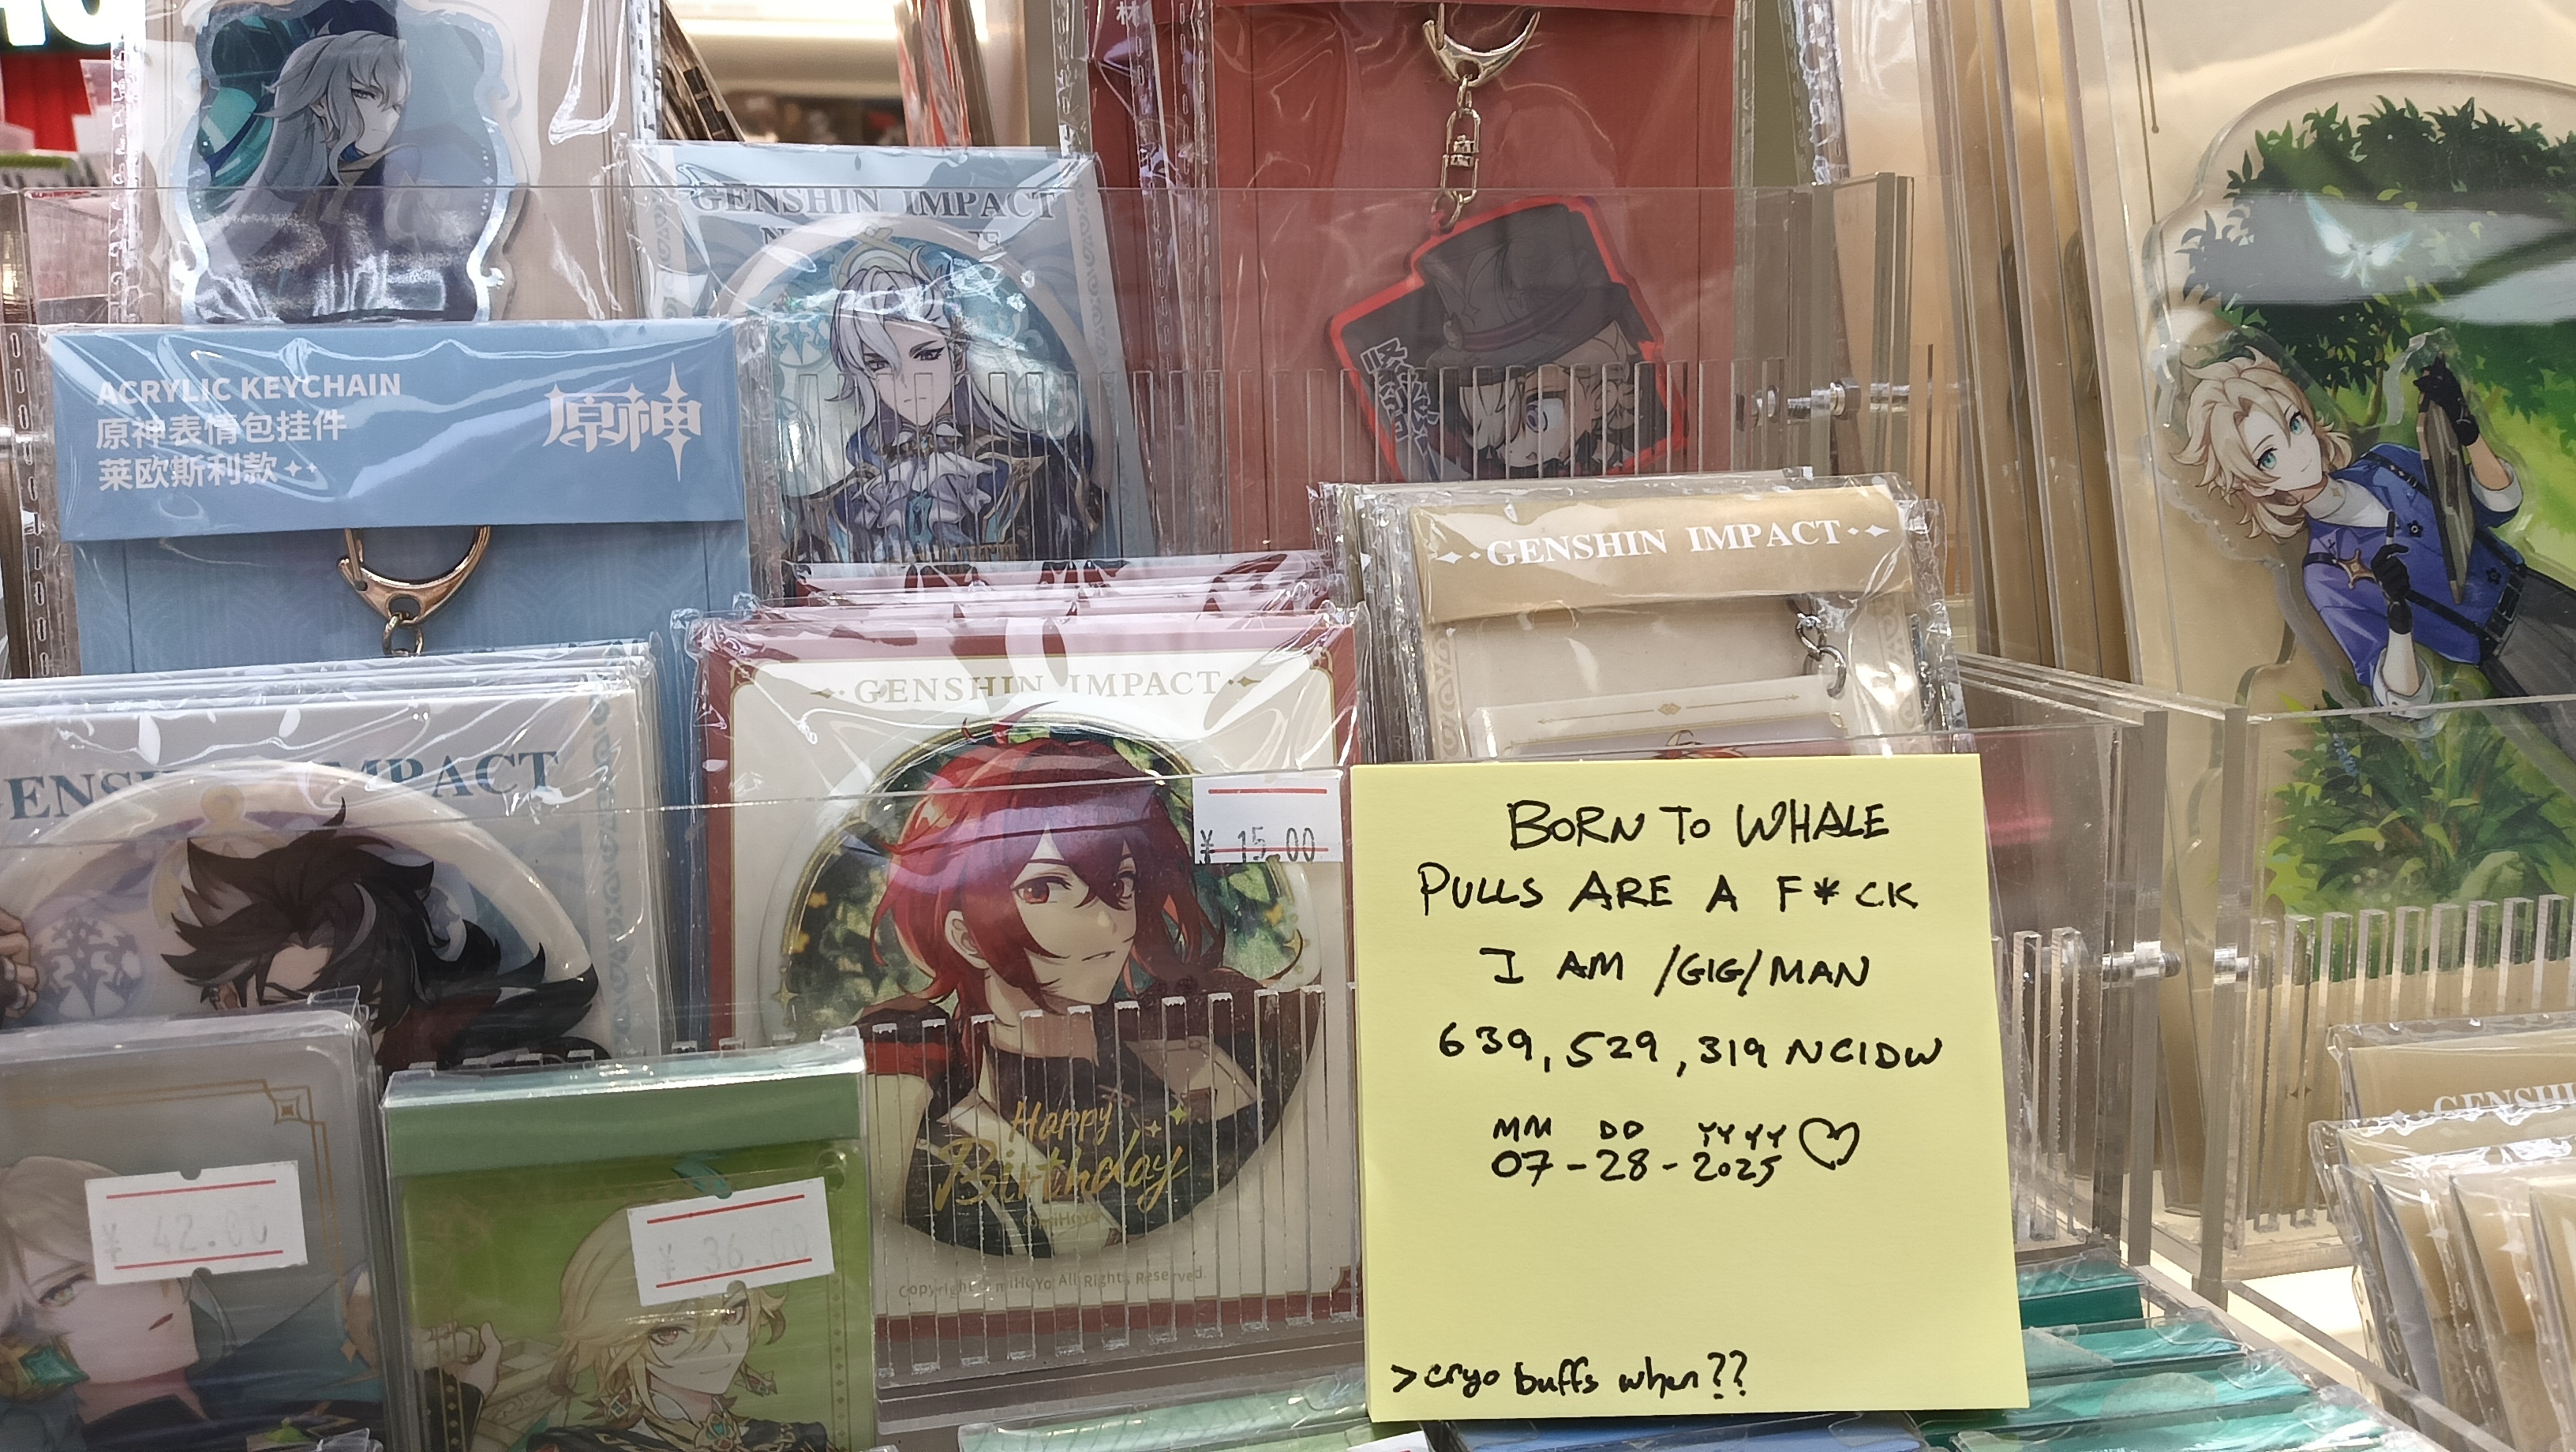 GENSHIN IMPACT
ACRYLIC KEYCHAIN
原神表情包挂件
莱欧斯利款
原神
GENSHIN IMPACT
GENSHIN IMPACT
IMPACT
¥ 15.00
Happy
Birthday
©miHoYo
copyright © miHoYo All Rights Reserved.
¥ 42.00
¥ 36.00
BORN TO WHALE
PULLS ARE A F*CK
I AM /GIG/ MAN
639,529,319 NCIDW
MM DD YYYY
07-28-2025 ♡
>cryo buffs when??